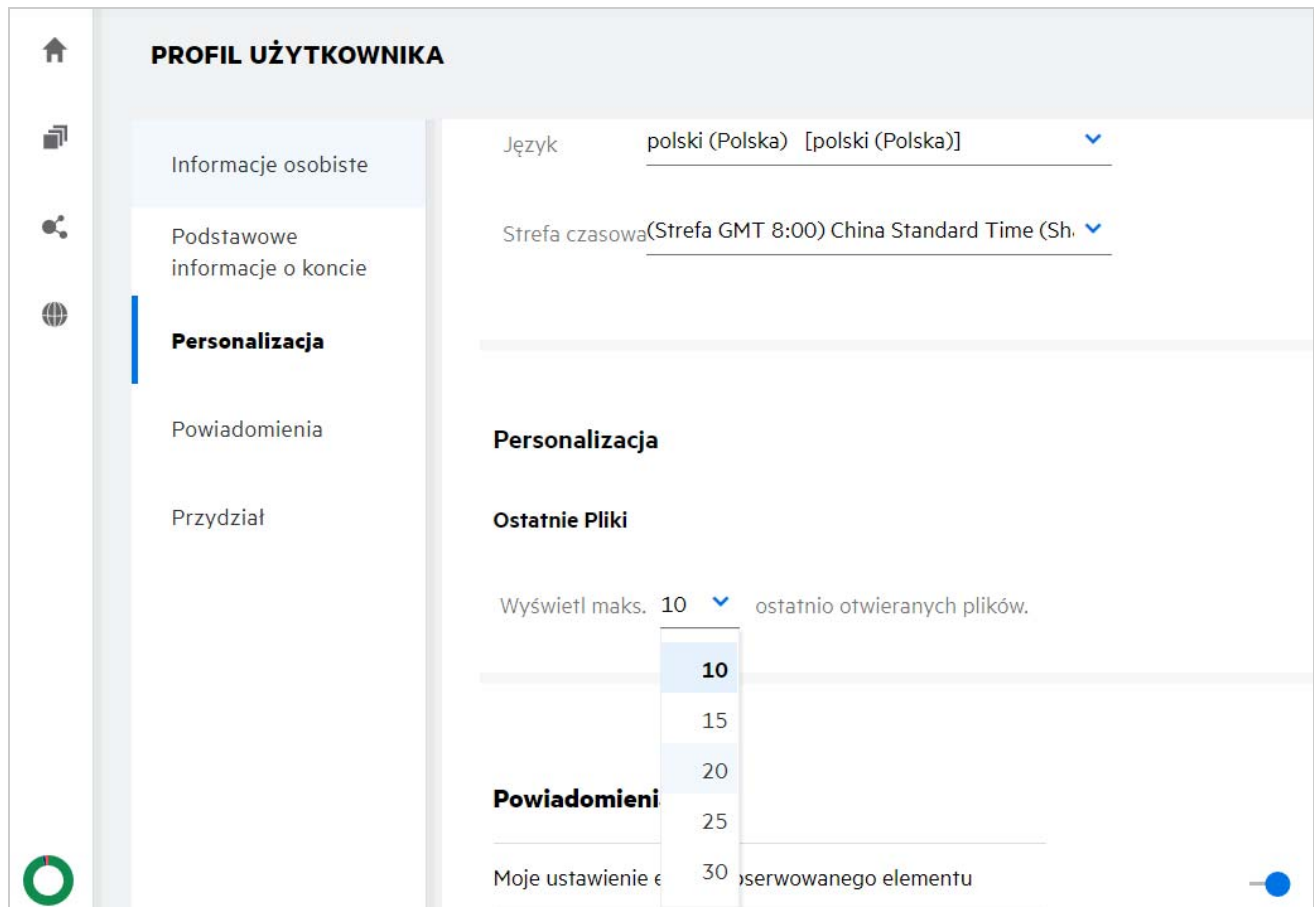 PROFIL UŻYTKOWNIKA
Informacje osobiste
Podstawowe
informacje o koncie
Personalizacja
Powiadomienia
Przydział
Język polski (Polska) [polski (Polska)]
Strefa czasowa (Strefa GMT 8:00) China Standard Time (Sha
Personalizacja
Ostatnie Pliki
Wyświetl maks. 10 ostatnio otwieranych plików.
10
15
20
25
30
Powiadomieni
Moje ustawienie e serwowanego elementu